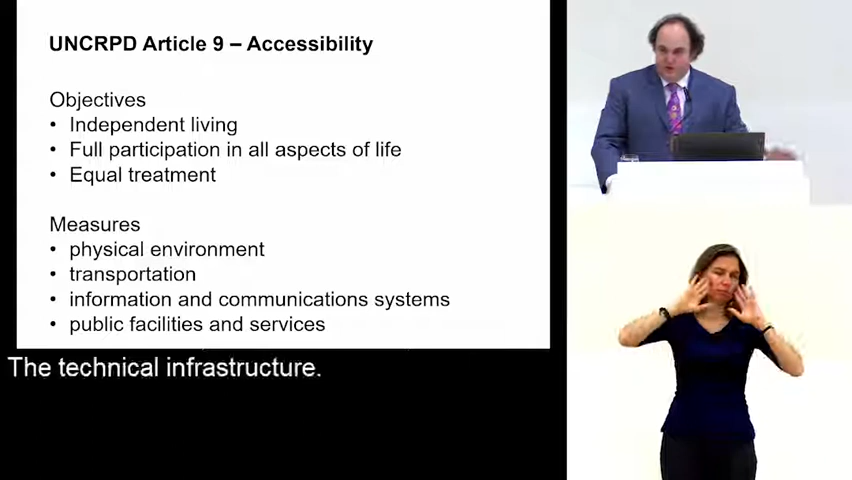 UNCRPD Article 9 – Accessibility
Objectives
• Independent living
• Full participation in all aspects of life
• Equal treatment
Measures
• physical environment
• transportation
• information and communications systems
• public facilities and services
The technical infrastructure.